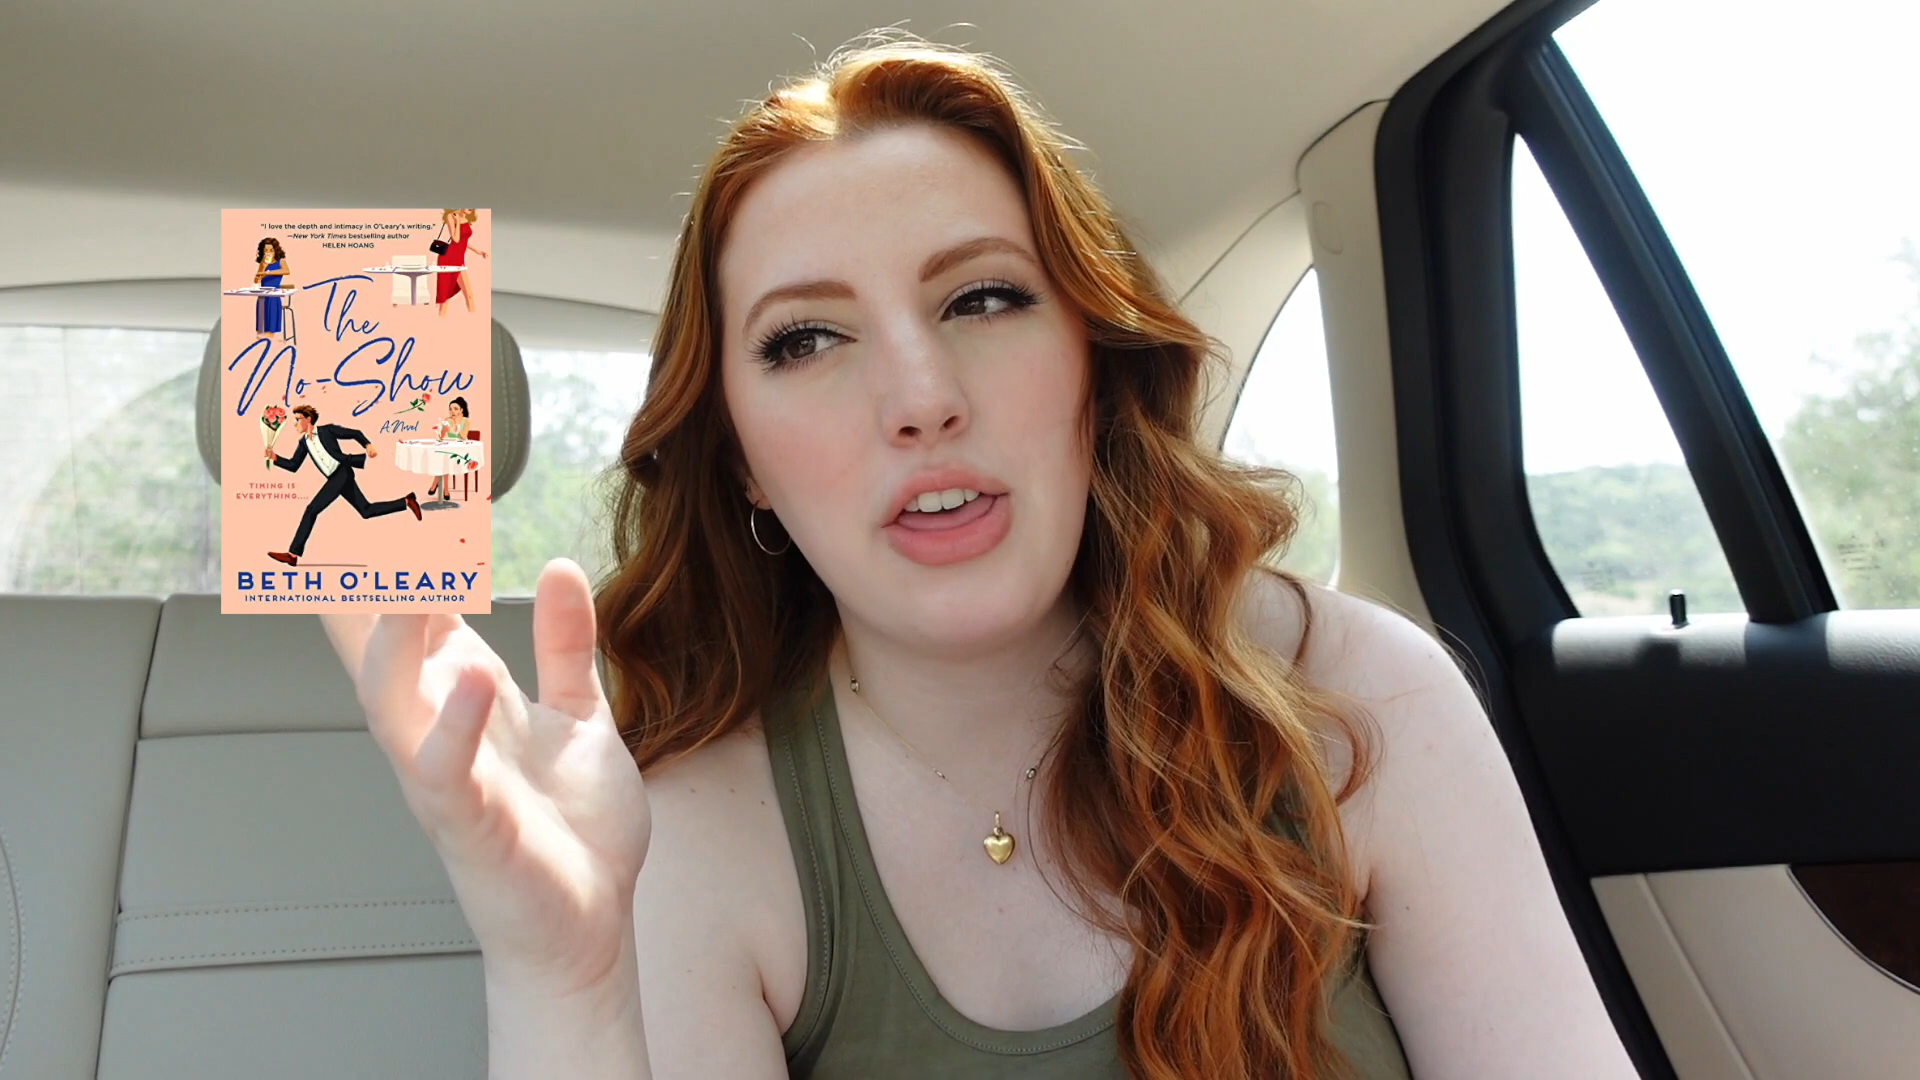 "I love the depth and intimacy in O'Leary's writing."
—New York Times bestselling author
HELEN HOANG
The
No-Show
A Novel
TIMING IS
EVERYTHING....
BETH O'LEARY
INTERNATIONAL BESTSELLING AUTHOR